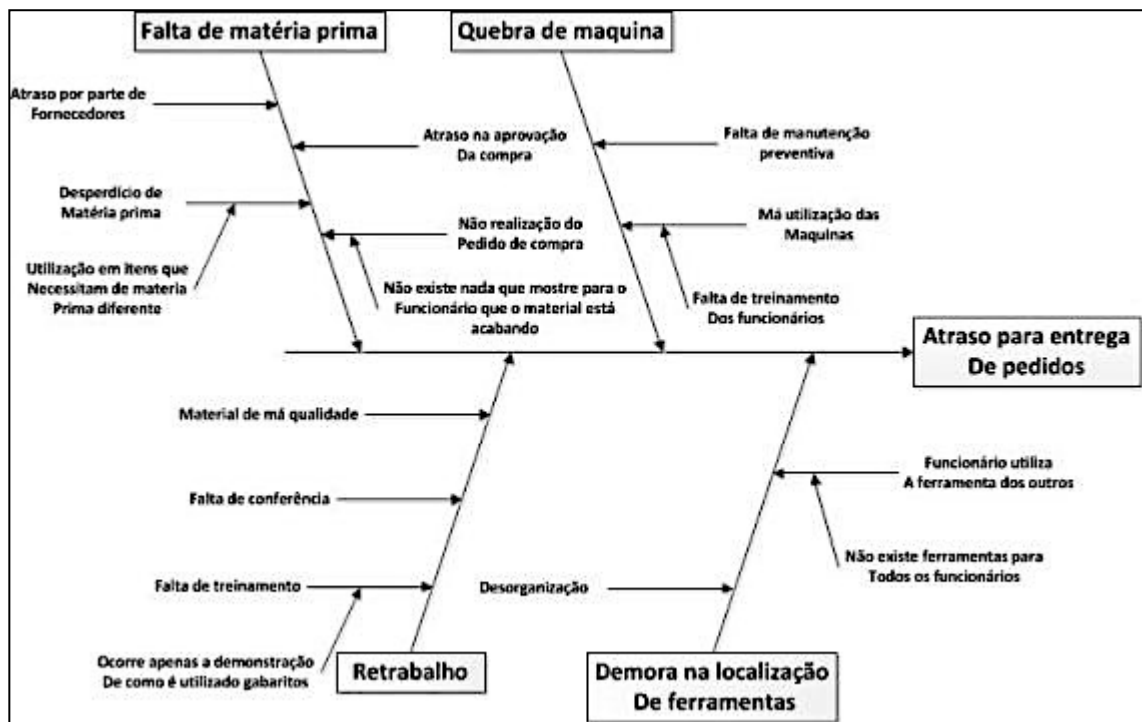 Falta de matéria prima
Quebra de maquina
Atraso por parte de
Fornecedores
Atraso na aprovação
Da compra
Falta de manutenção
preventiva
Desperdício de
Matéria prima
Não realização do
Pedido de compra
Má utilização das
Maquinas
Utilização em itens que
Necessitam de materia
Prima diferente
Não existe nada que mostre para o
Funcionário que o material está
acabando
Falta de treinamento
Dos funcionários
Atraso para entrega
De pedidos
Material de má qualidade
Falta de conferência
Funcionário utiliza
A ferramenta dos outros
Falta de treinamento
Desorganização
Não existe ferramentas para
Todos os funcionários
Ocorre apenas a demonstração
De como é utilizado gabaritos
Retrabalho
Demora na localização
De ferramentas